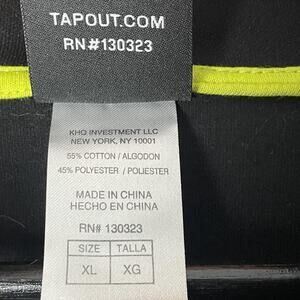 TAPOUT.COM
RN#130323
KHQ INVESTMENT LLC
NEW YORK, NY 10001
55% COTTON / ALGODON
45% POLYESTER / POLIESTER
MADE IN CHINA
HECHO EN CHINA
RN# 130323
SIZE TALLA
XL XG